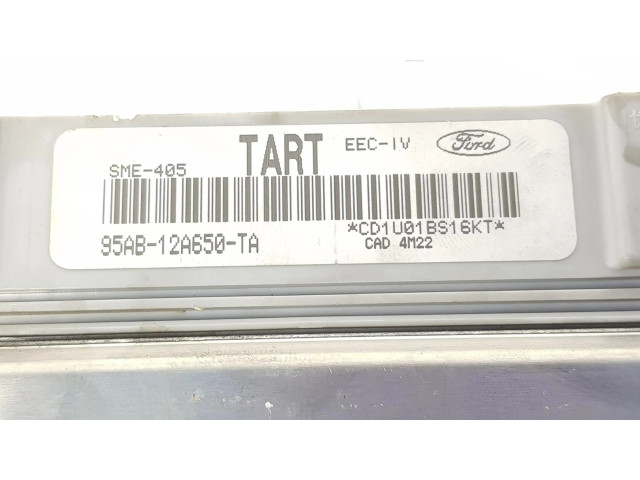 TART EEC-IV Ford
SME-405
95AB-12A650-TA *CD1U01BS16KT*
CAD 4M22